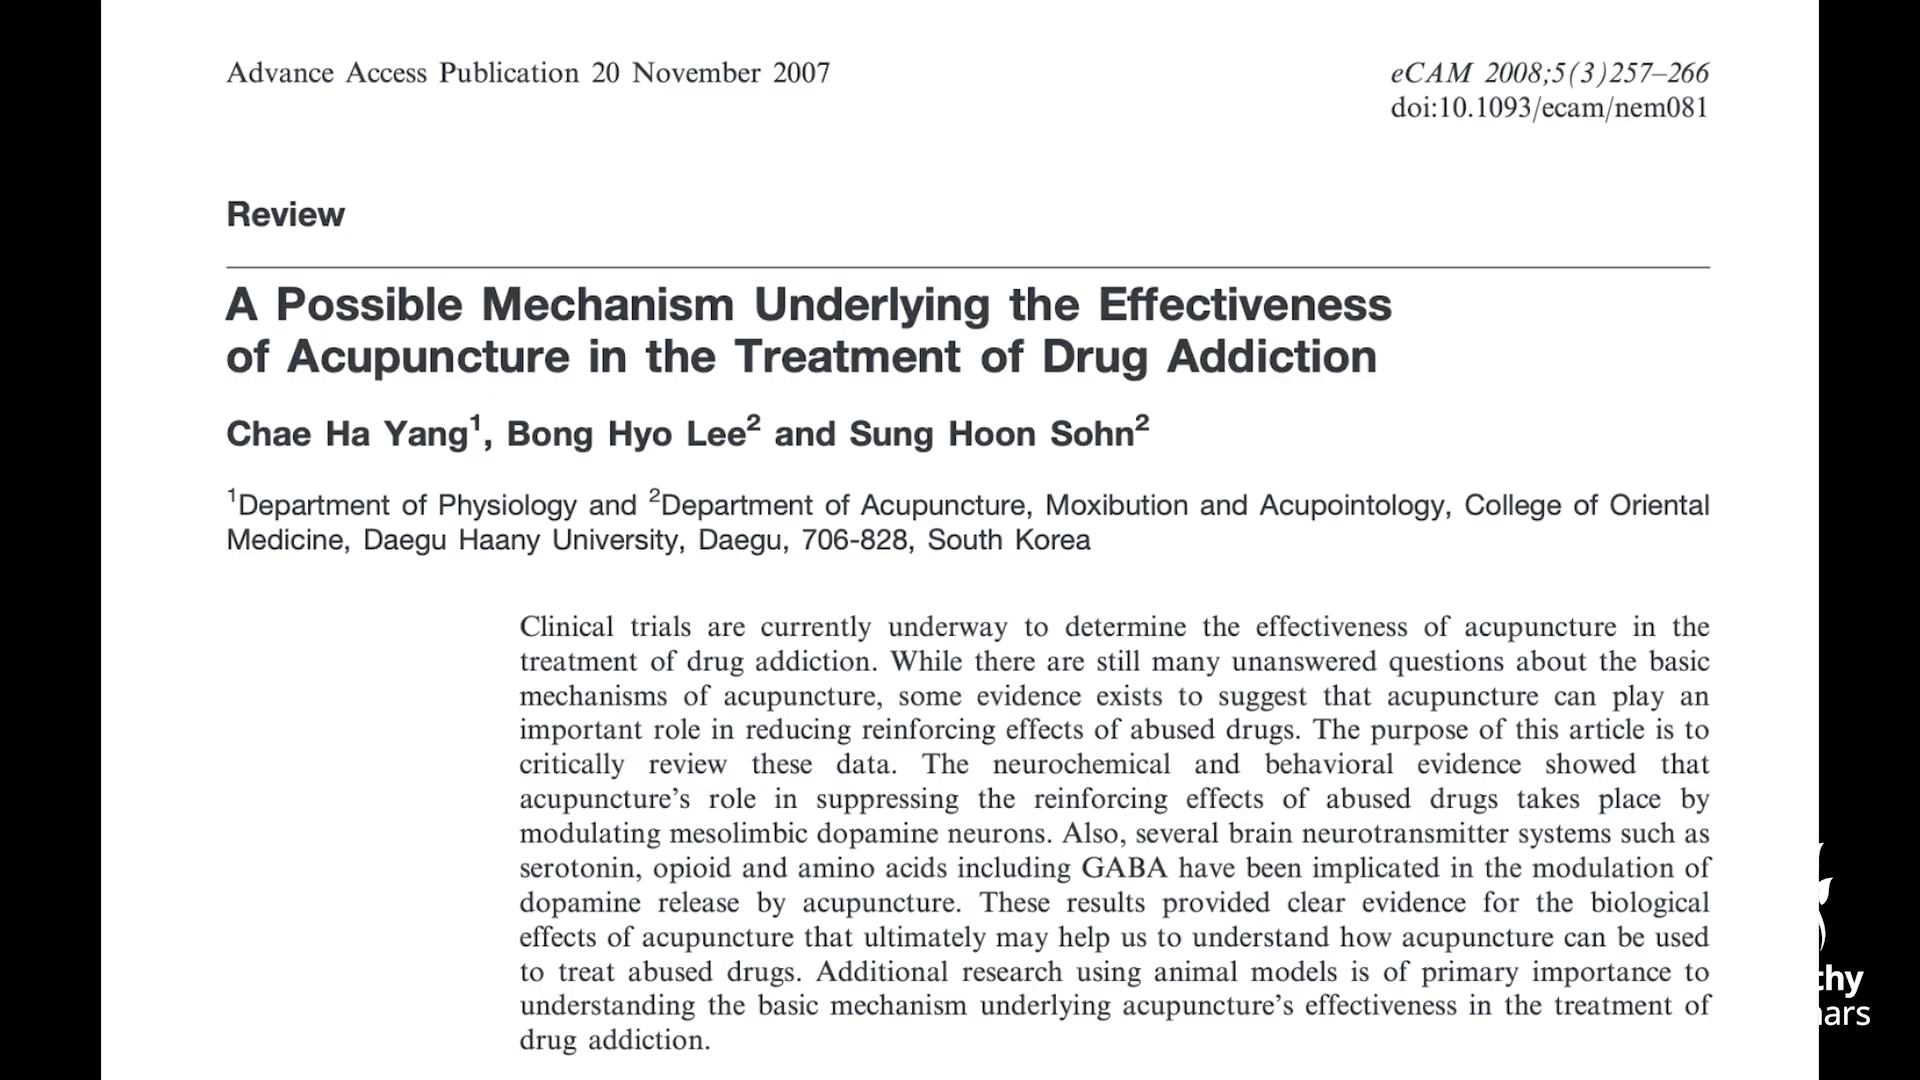 Advance Access Publication 20 November 2007
eCAM 2008;5(3)257–266
doi:10.1093/ecam/nem081
Review
A Possible Mechanism Underlying the Effectiveness
of Acupuncture in the Treatment of Drug Addiction
Chae Ha Yang1, Bong Hyo Lee2 and Sung Hoon Sohn2
1Department of Physiology and 2Department of Acupuncture, Moxibution and Acupointology, College of Oriental
Medicine, Daegu Haany University, Daegu, 706-828, South Korea
Clinical trials are currently underway to determine the effectiveness of acupuncture in the
treatment of drug addiction. While there are still many unanswered questions about the basic
mechanisms of acupuncture, some evidence exists to suggest that acupuncture can play an
important role in reducing reinforcing effects of abused drugs. The purpose of this article is to
critically review these data. The neurochemical and behavioral evidence showed that
acupuncture's role in suppressing the reinforcing effects of abused drugs takes place by
modulating mesolimbic dopamine neurons. Also, several brain neurotransmitter systems such as
serotonin, opioid and amino acids including GABA have been implicated in the modulation of
dopamine release by acupuncture. These results provided clear evidence for the biological
effects of acupuncture that ultimately may help us to understand how acupuncture can be used
to treat abused drugs. Additional research using animal models is of primary importance to
understanding the basic mechanism underlying acupuncture's effectiveness in the treatment of
drug addiction.